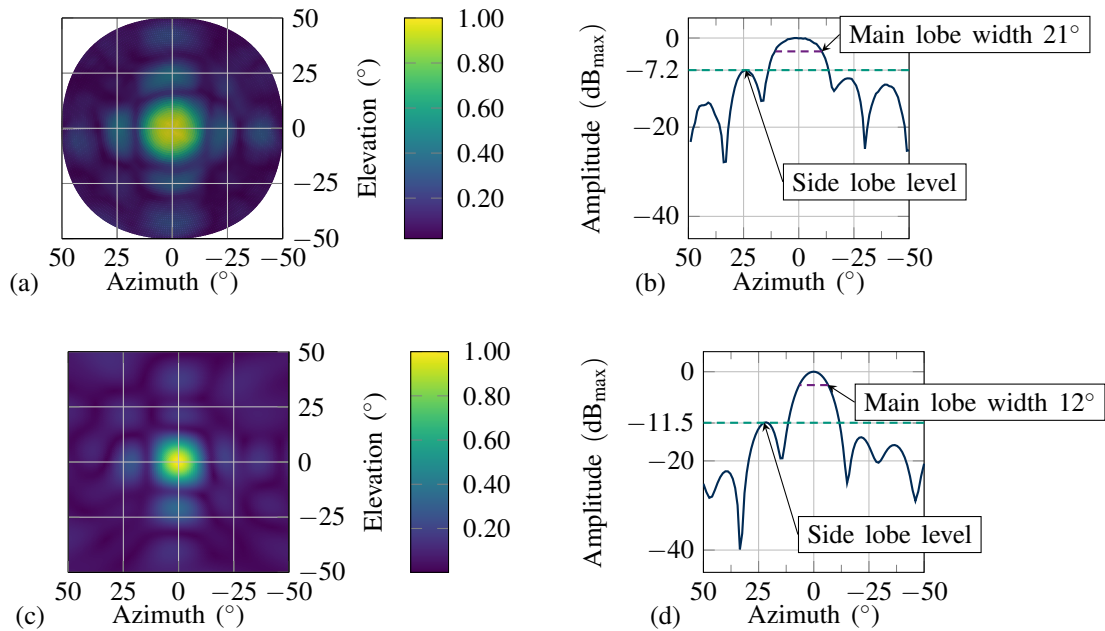 50
25
0
−25
−50
Elevation (°)
50 25 0 −25 −50
Azimuth (°)
(a)
1.00
0.80
0.60
0.40
0.20
0
−7.2
−20
−40
Amplitude (dBmax)
50 25 0 −25 −50
Azimuth (°)
(b)
Main lobe width 21°
Side lobe level
50
25
0
−25
−50
Elevation (°)
50 25 0 −25 −50
Azimuth (°)
(c)
1.00
0.80
0.60
0.40
0.20
0
−11.5
−20
−40
Amplitude (dBmax)
50 25 0 −25 −50
Azimuth (°)
(d)
Main lobe width 12°
Side lobe level